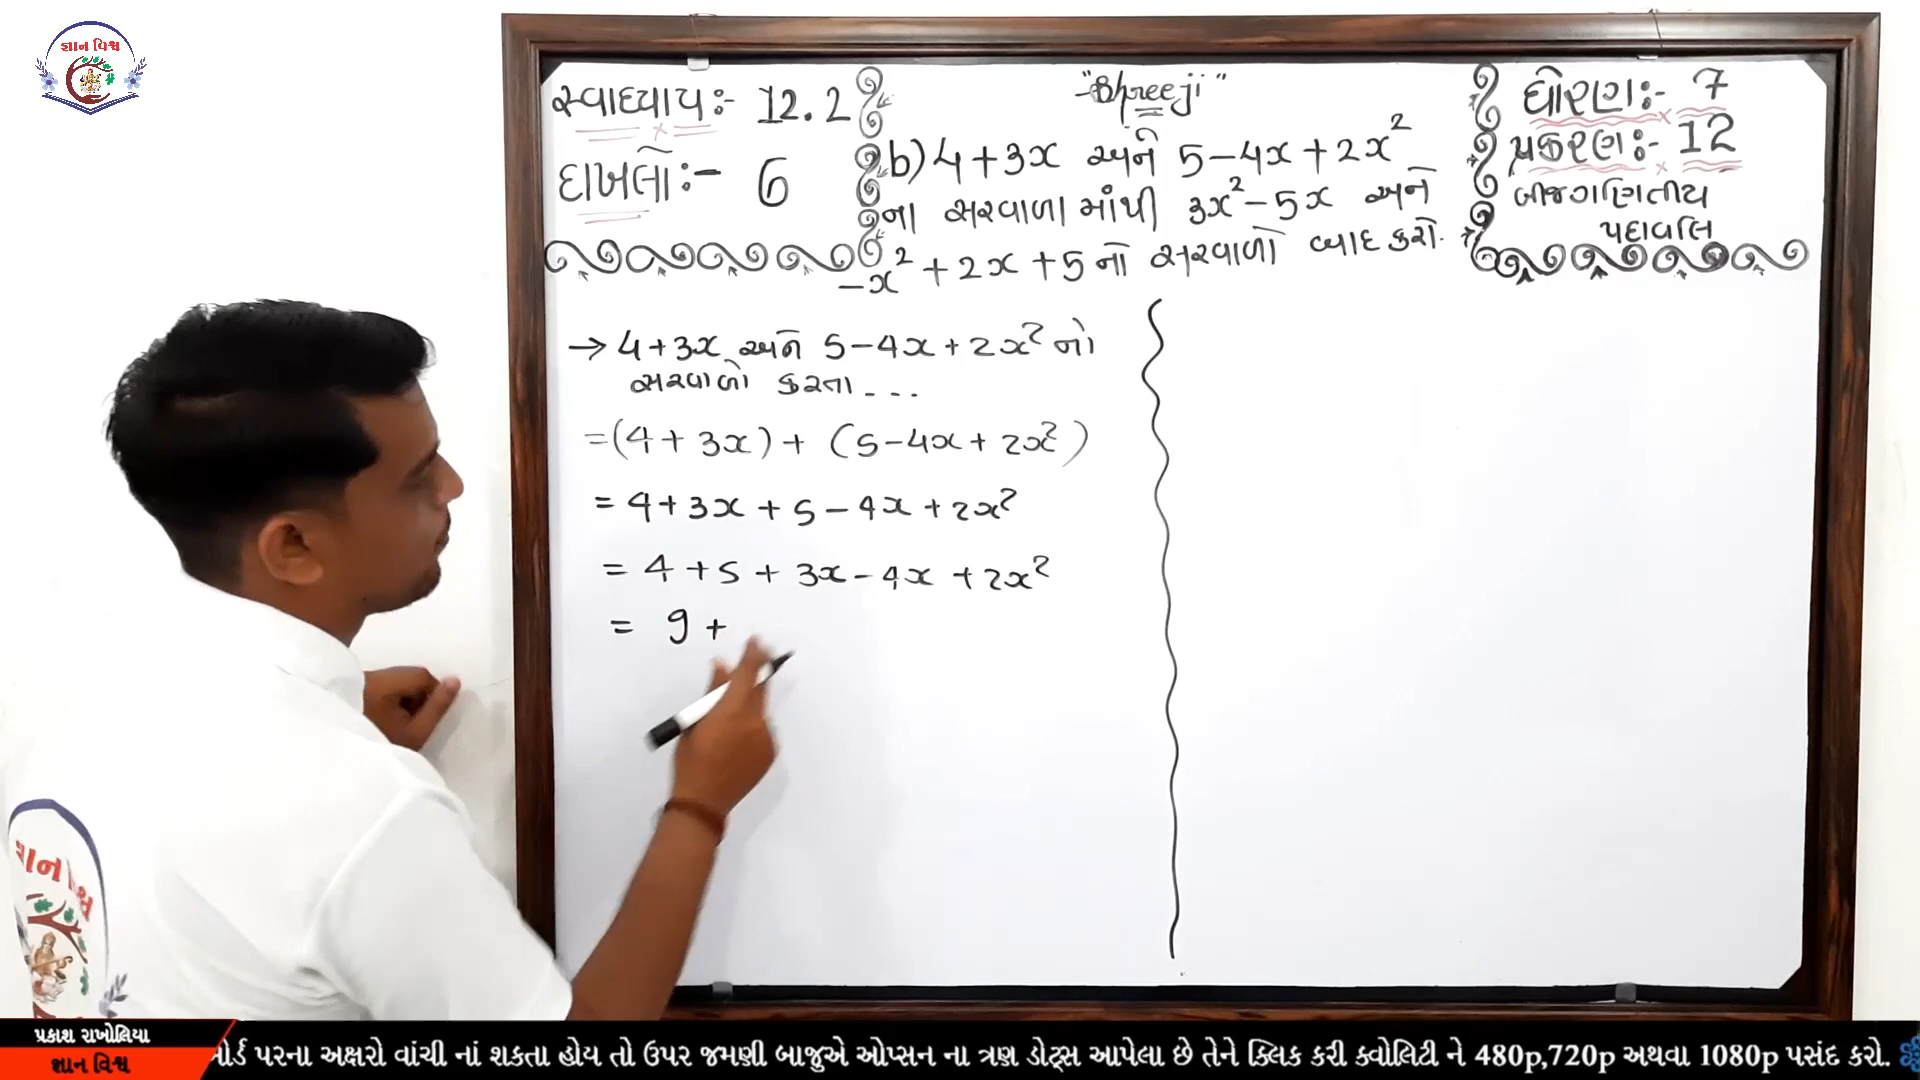 જ્ઞાન વિશ્વ
સ્વાધ્યાય:- 12.2
દાખલો:- 6
"Shreeji"
b) 4+3x અને 5-4x+2x²
ના સરવાળા માંથી 3x²-5x અને
-x²+2x+5 નો સરવાળો બાદ કરો.
ધોરણ:- 7
પ્રકરણ:- 12
બીજગણિતીય
પદાવલિ
→ 4+3x અને 5-4x+2x² નો
સરવાળો કરતા ...
=(4+3x)+(5-4x+2x²)
= 4+3x+5-4x+2x²
= 4+5+3x-4x+2x²
= 9+
પ્રકાશ રાખોલિયા
જ્ઞાન વિશ્વ
પરના અક્ષરો વાંચી નાં શકતા હોય તો ઉપર જમણી બાજુએ ઓપ્સન ના ત્રણ ડોટ્સ આપેલા છે તેને ક્લિક કરી ક્વોલિટી ને 480p,720p અથવા 1080p પસંદ કરો.